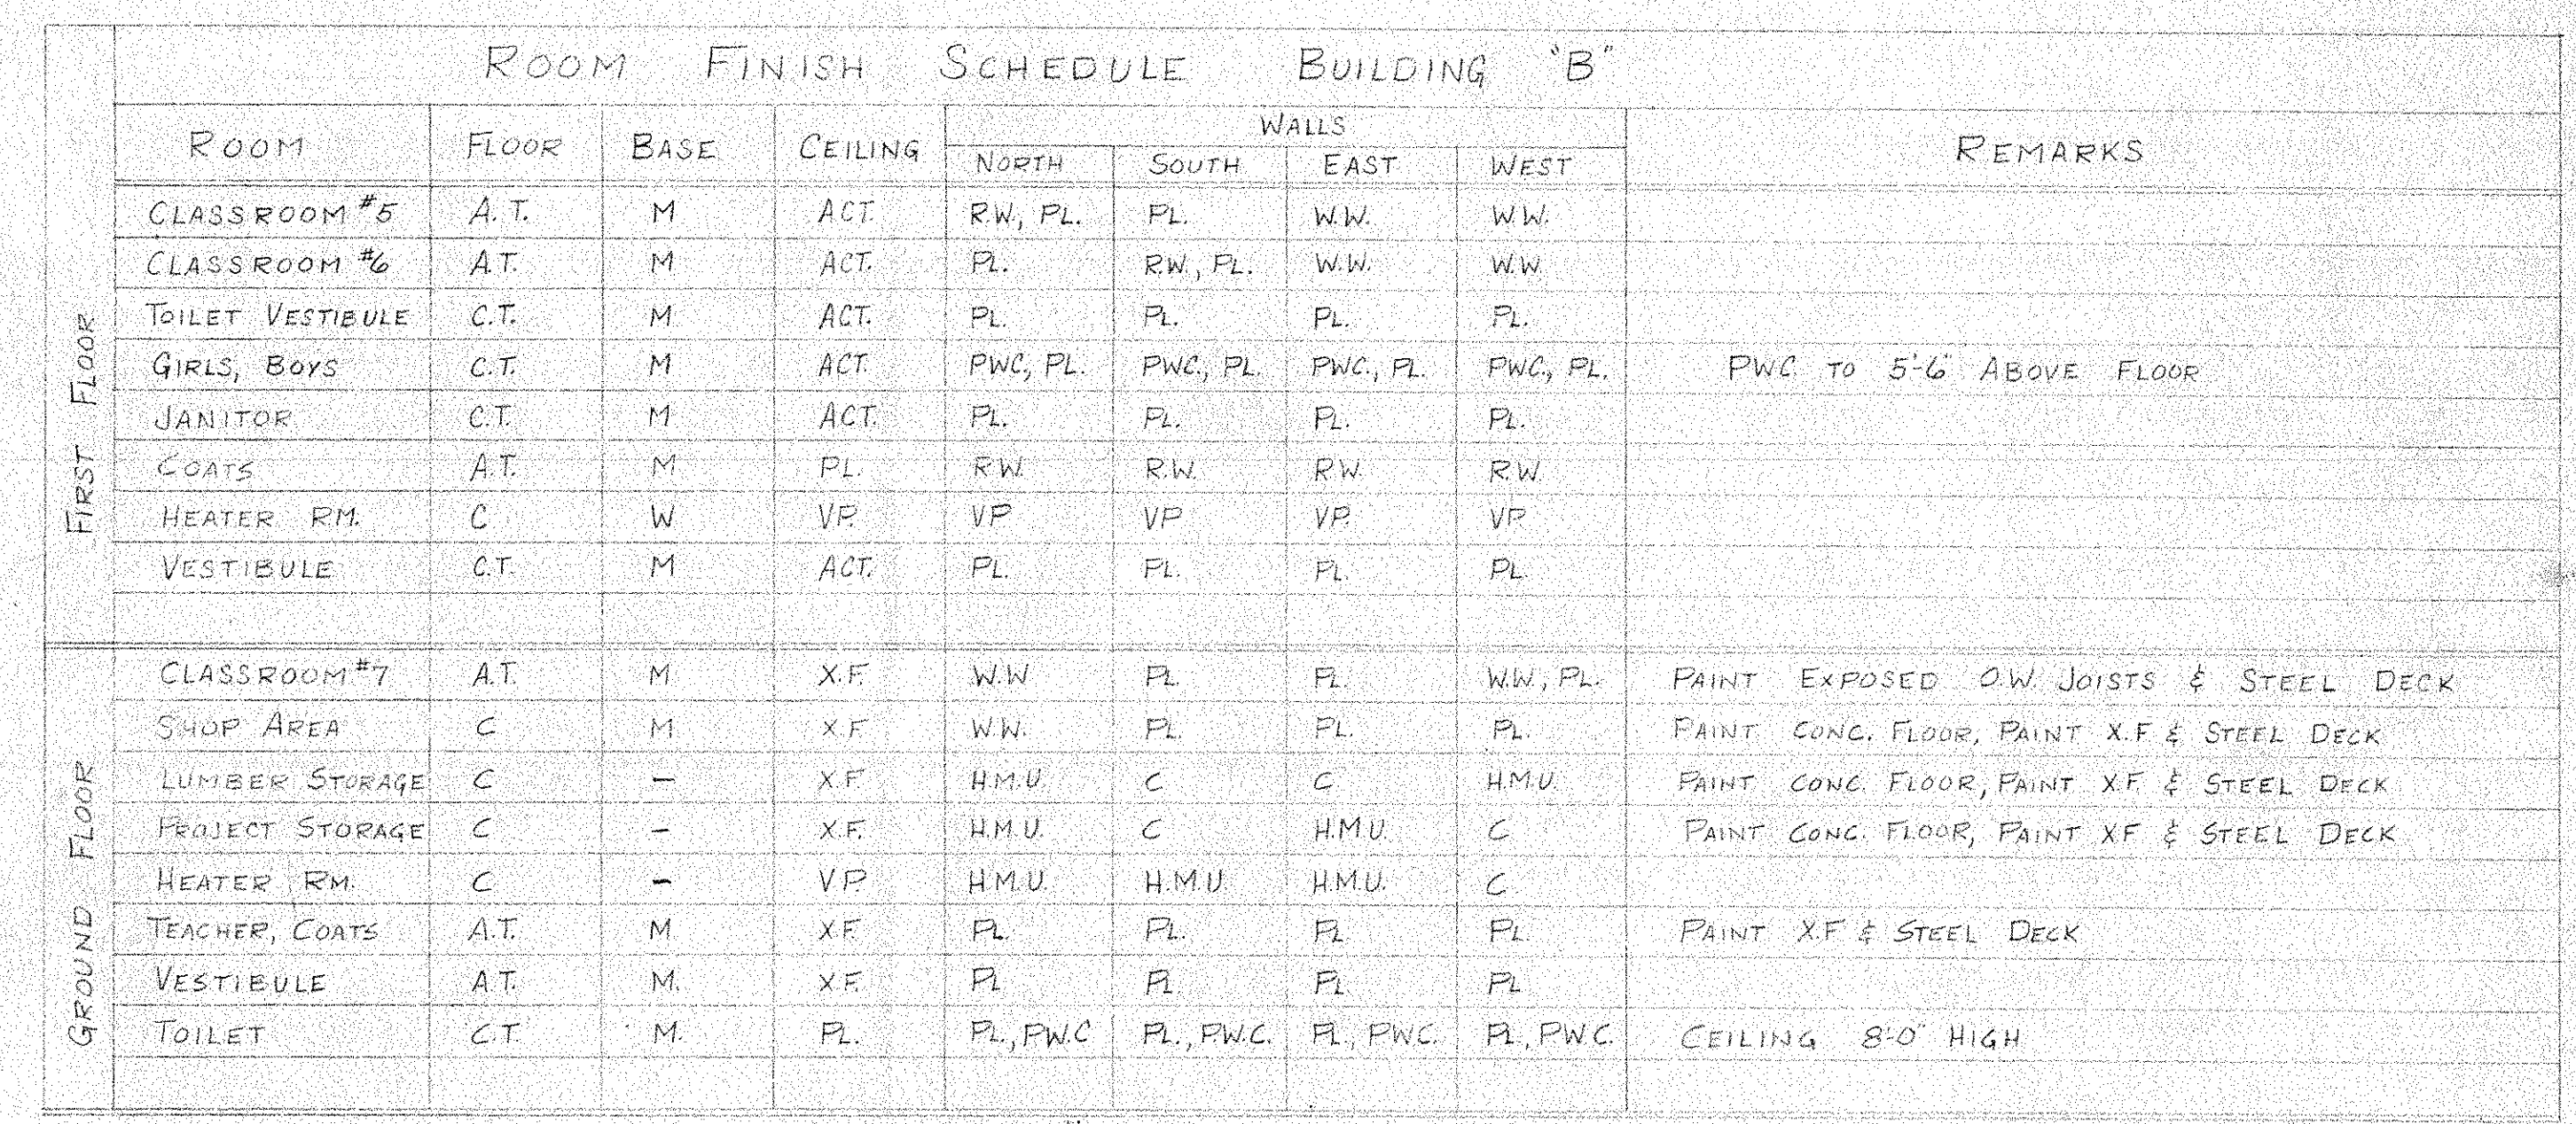 ROOM FINISH SCHEDULE BUILDING "B"
ROOM FLOOR BASE CEILING WALLS REMARKS
NORTH SOUTH EAST WEST
FIRST FLOOR
CLASSROOM #5 A.T. M ACT. R.W., PL. PL. W.W. W.W.
CLASSROOM #6 A.T. M ACT. PL. R.W., PL. W.W. W.W.
TOILET VESTIBULE C.T. M ACT. PL. PL. PL. PL.
GIRLS, BOYS C.T. M ACT. PWC., PL. PWC., PL. PWC., PL. PWC., PL. PWC TO 5'-6" ABOVE FLOOR
JANITOR C.T. M ACT. PL. PL. PL. PL.
COATS A.T. M PL. R.W. R.W. R.W. R.W.
HEATER RM. C W V.P. VP VP VP. VP
VESTIBULE C.T. M ACT. PL. PL. PL. PL.
GROUND FLOOR
CLASSROOM #7 A.T. M X.F. W.W PL. PL. W.W., PL. PAINT EXPOSED O.W. JOISTS & STEEL DECK
SHOP AREA C M X.F W.W. PL. PL. PL. PAINT CONC. FLOOR, PAINT X.F & STEEL DECK
LUMBER STORAGE C — X.F H.M.U. C C H.M.U. PAINT CONC. FLOOR, PAINT X.F. & STEEL DECK
PROJECT STORAGE C — X.F. H.M.U. C H.M.U. C PAINT CONC. FLOOR, PAINT X.F & STEEL DECK
HEATER RM. C — V.P. H.M.U. H.M.U. H.M.U. C
TEACHER, COATS A.T. M X.F. PL. PL. PL. PL. PAINT X.F & STEEL DECK
VESTIBULE A.T. M. X.F. PL PL PL PL
TOILET C.T. M. PL. PL., P.W.C PL., P.W.C. PL., P.W.C. PL., P.W.C. CEILING 8'-0" HIGH